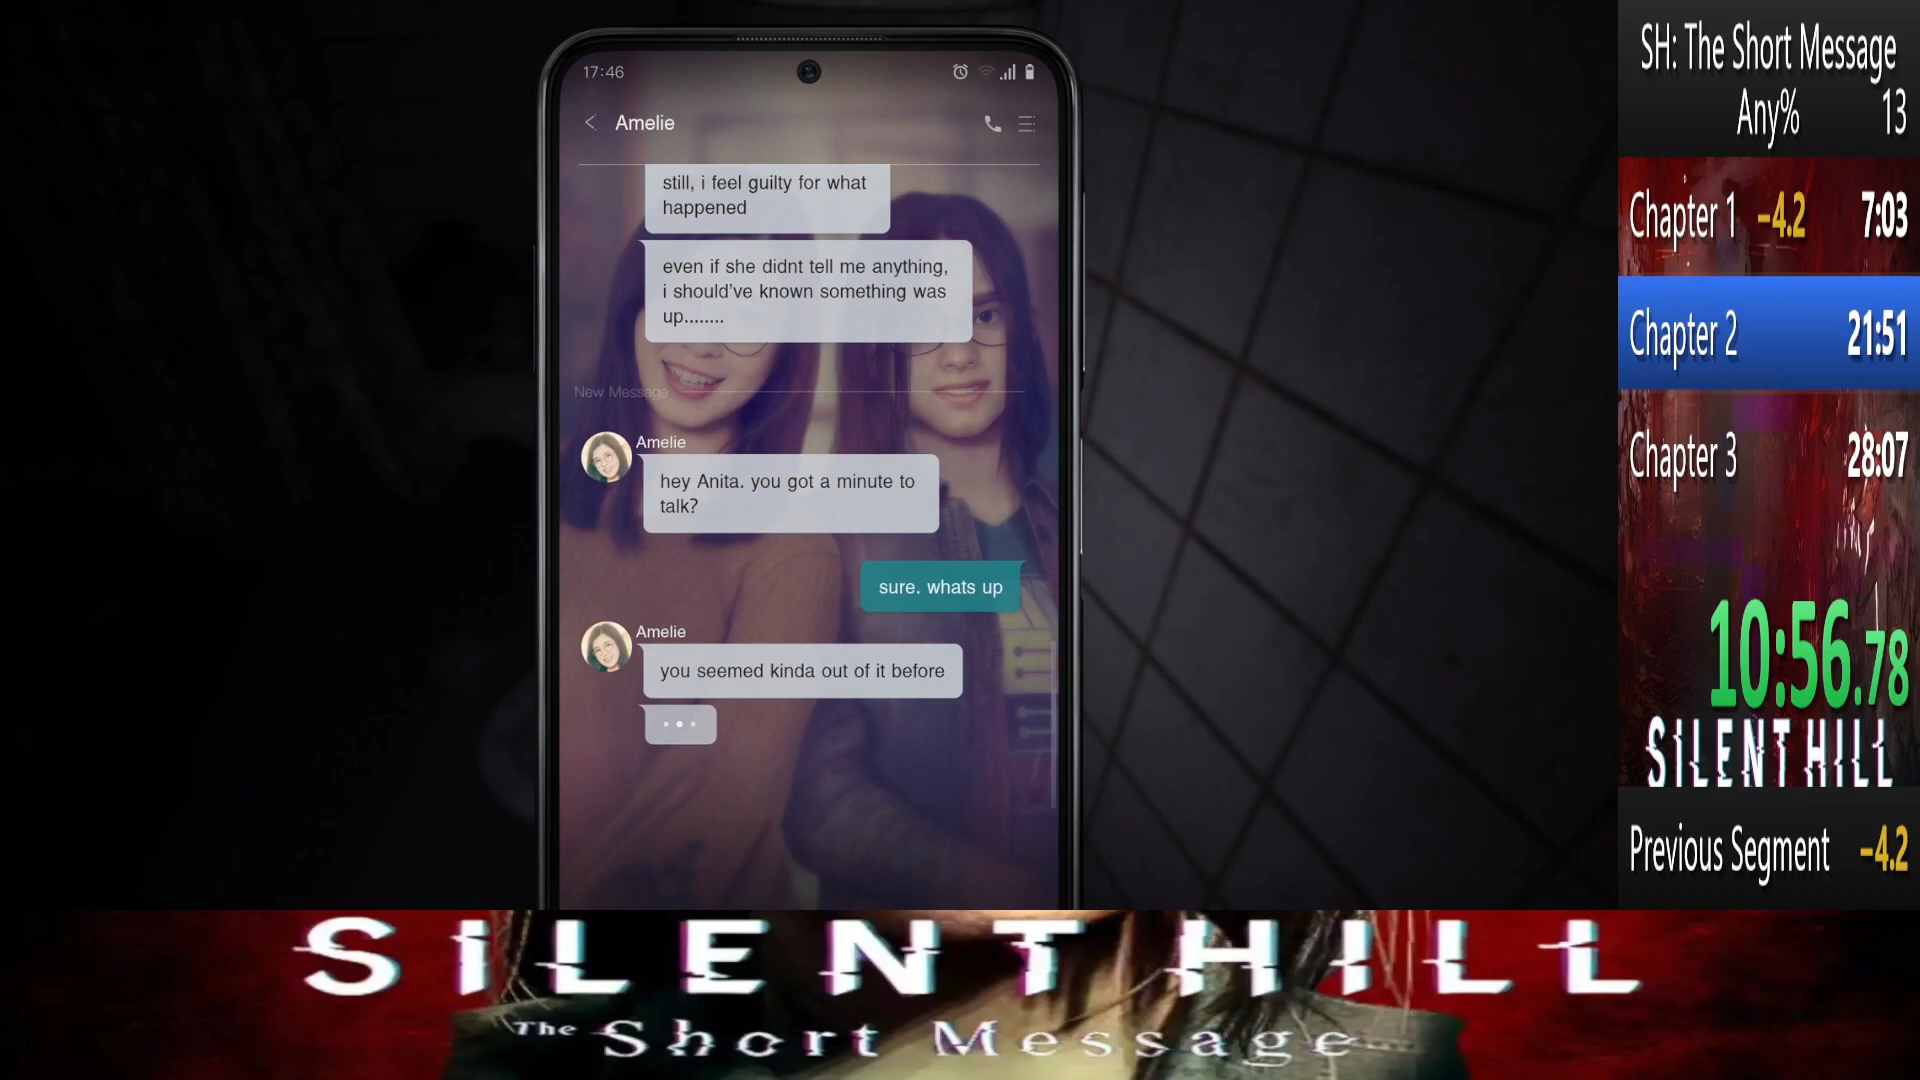 17:46
Amelie
still, i feel guilty for what
happened
even if she didnt tell me anything,
i should've known something was
up........
New Message
Amelie
hey Anita. you got a minute to
talk?
sure. whats up
Amelie
you seemed kinda out of it before
SH: The Short Message
Any% 13
Chapter 1 -4.2 7:03
Chapter 2 21:51
Chapter 3 28:07
10:56.78
SILENT HILL
Previous Segment -4.2
SILENT HILL
The Short Message